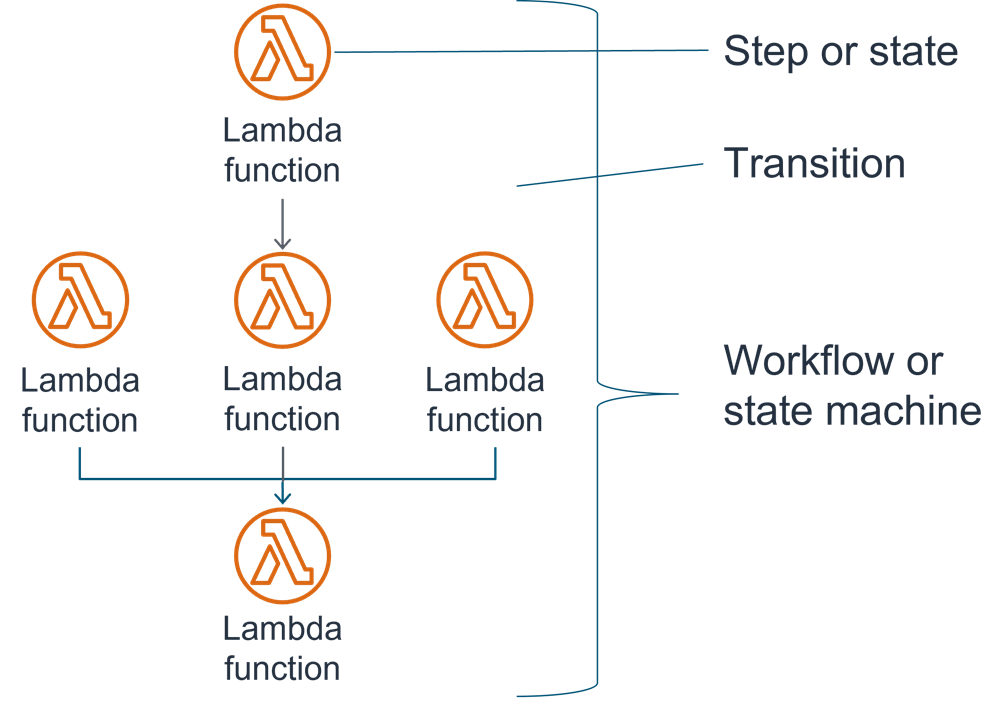 Step or state
Lambda
function
Transition
Lambda
function
Lambda
function
Lambda
function
Workflow or
state machine
Lambda
function